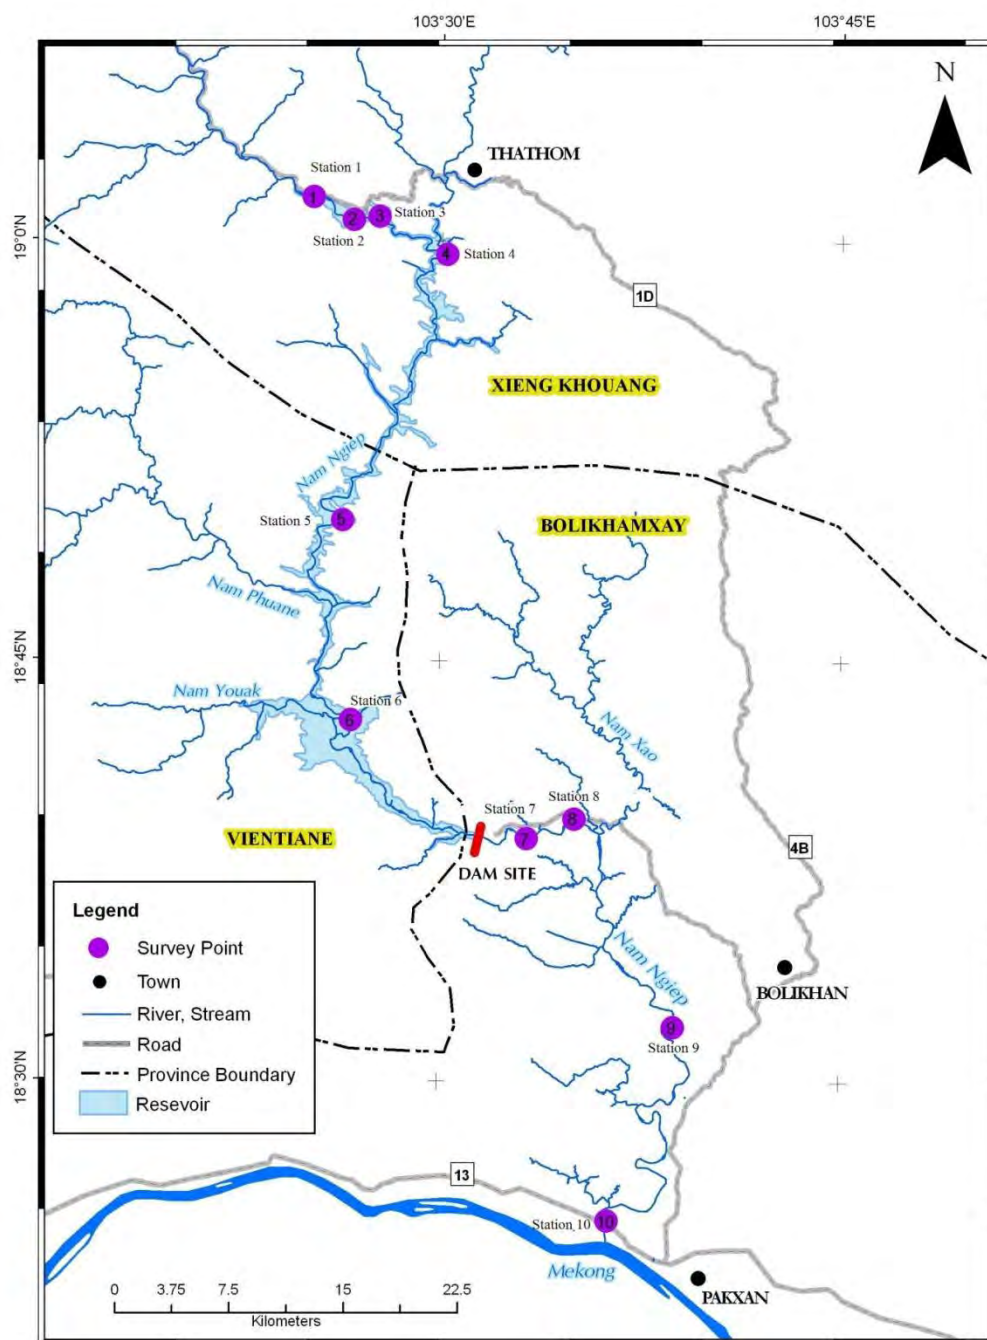 103°30'E
103°45'E
N
THATHOM
Station 1
1
2
3
Station 3
Station 2
19°0'N
4
Station 4
1D
XIENG KHOUANG
Nam Ngiep
Station 5
5
BOLIKHAMXAY
Nam Phuane
18°45'N
Nam Youak
Station 6
6
Nam Xao
Station 7
Station 8
8
7
VIENTIANE
DAM SITE
4B
Legend
Survey Point
Town
River, Stream
Road
Province Boundary
Resevoir
Nam Ngiep
BOLIKHAN
9
Station 9
18°30'N
13
Station 10
10
Mekong
PAKXAN
0 3.75 7.5 15 22.5
Kilometers